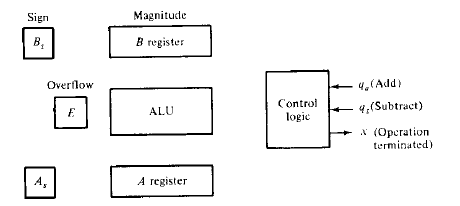 Sign
Magnitude
B_s
B register
Overflow
E
ALU
Control
logic
q_a (Add)
q_s (Subtract)
x (Operation
terminated)
A_s
A register